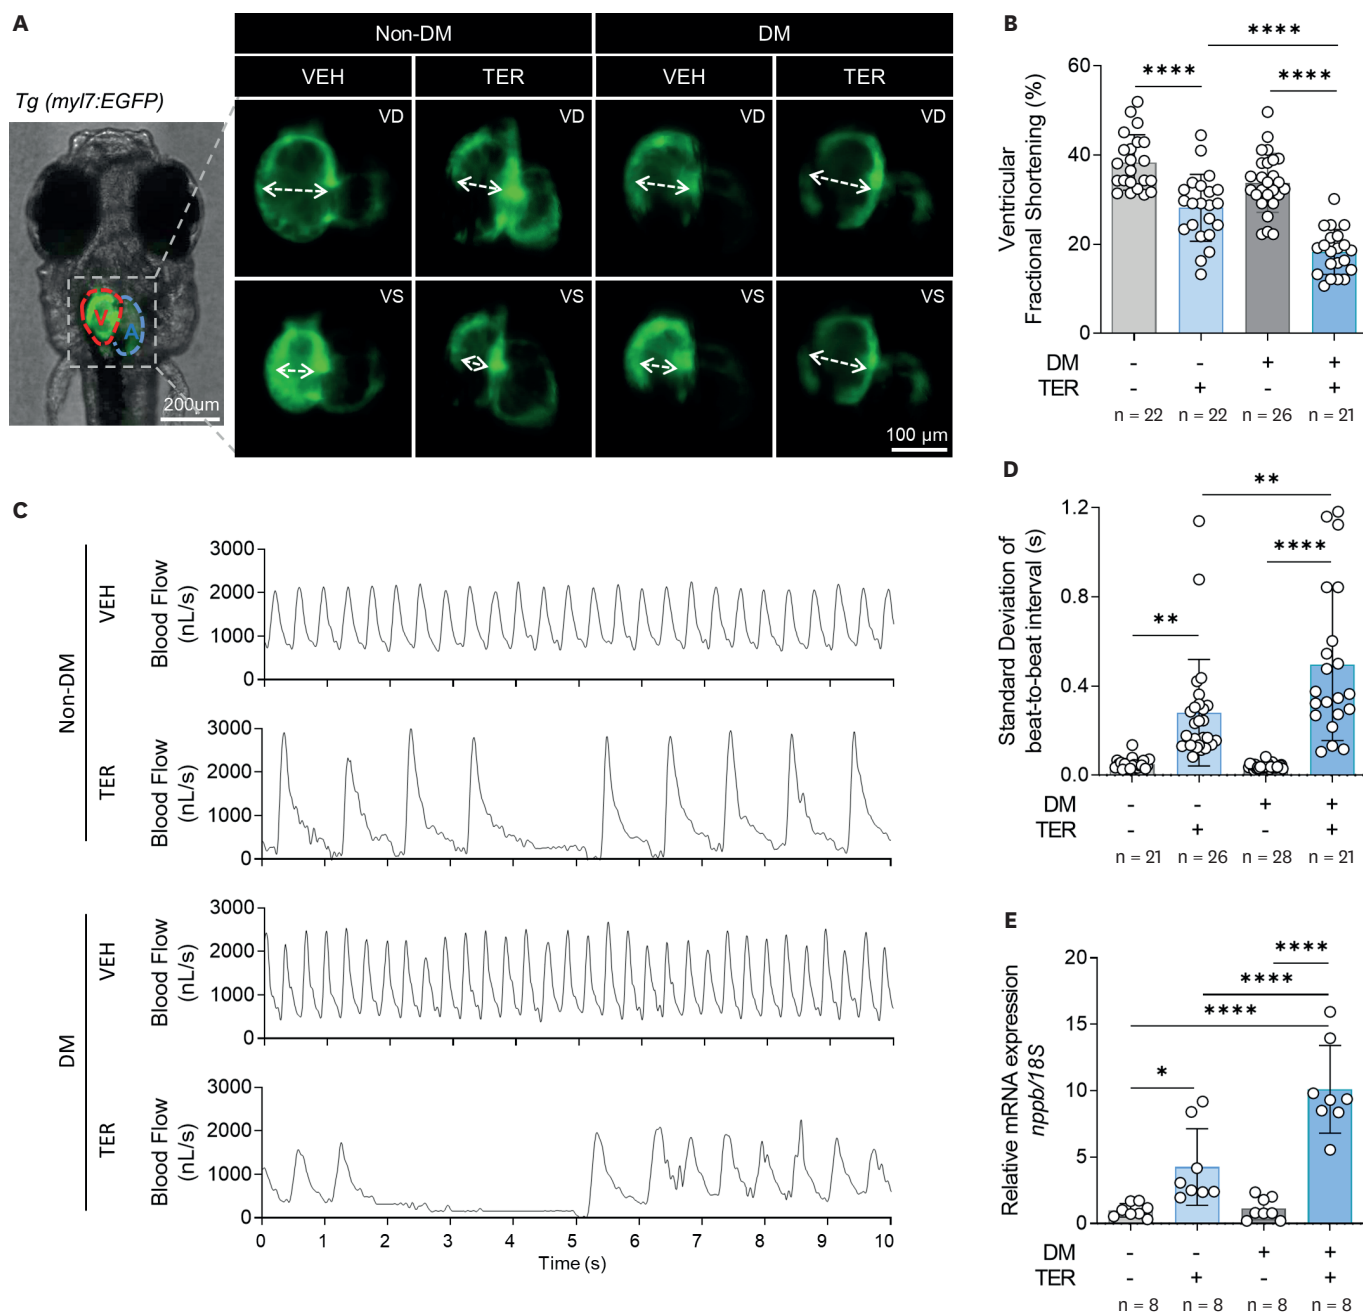 A
Tg (myl7:EGFP)
V
A
200µm
Non-DM
DM
VEH
TER
VEH
TER
VD
VD
VD
VD
VS
VS
VS
VS
100 µm
B
Ventricular
Fractional Shortening (%)
****
****
****
60
40
20
0
DM - - + +
TER - + - +
n = 22 n = 22 n = 26 n = 21
C
Non-DM
VEH
Blood Flow
(nL/s)
3000
2000
1000
0
TER
Blood Flow
(nL/s)
3000
2000
1000
0
DM
VEH
Blood Flow
(nL/s)
3000
2000
1000
0
TER
Blood Flow
(nL/s)
3000
2000
1000
0
0 1 2 3 4 5 6 7 8 9 10
Time (s)
D
Standard Deviation of
beat-to-beat interval (s)
**
****
**
1.2
0.8
0.4
0.0
DM - - + +
TER - + - +
n = 21 n = 26 n = 28 n = 21
E
Relative mRNA expression
nppb/18S
****
****
****
*
20
15
10
5
0
DM - - + +
TER - + - +
n = 8 n = 8 n = 8 n = 8